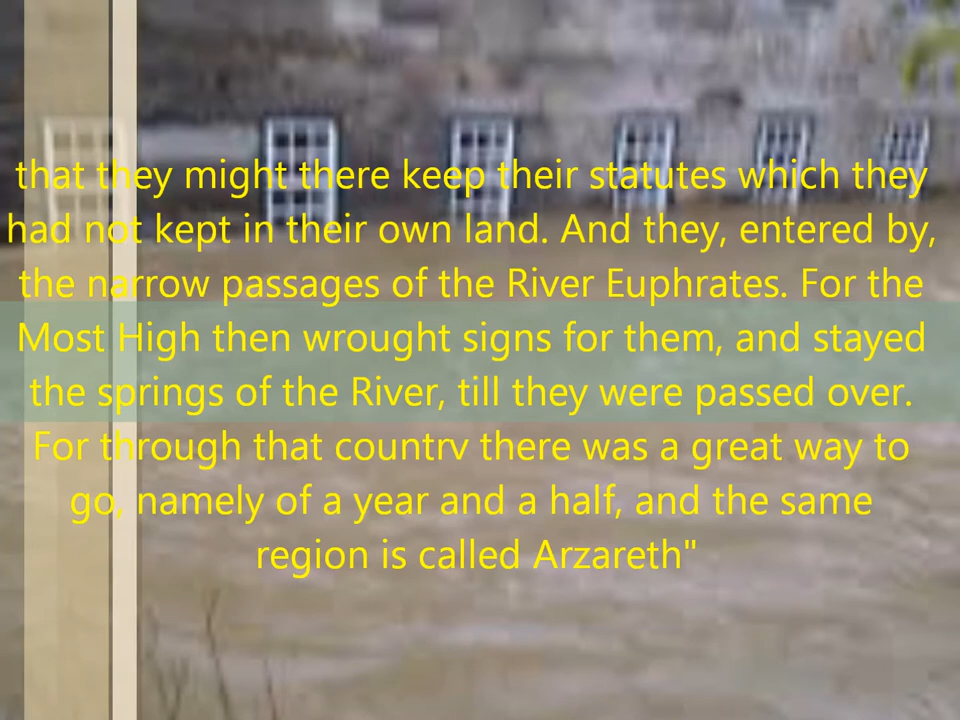 that they might there keep their statutes which they
had not kept in their own land. And they, entered by,
the narrow passages of the River Euphrates. For the
Most High then wrought signs for them, and stayed
the springs of the River, till they were passed over.
For through that countrv there was a great way to
go, namely of a year and a half, and the same
region is called Arzareth"